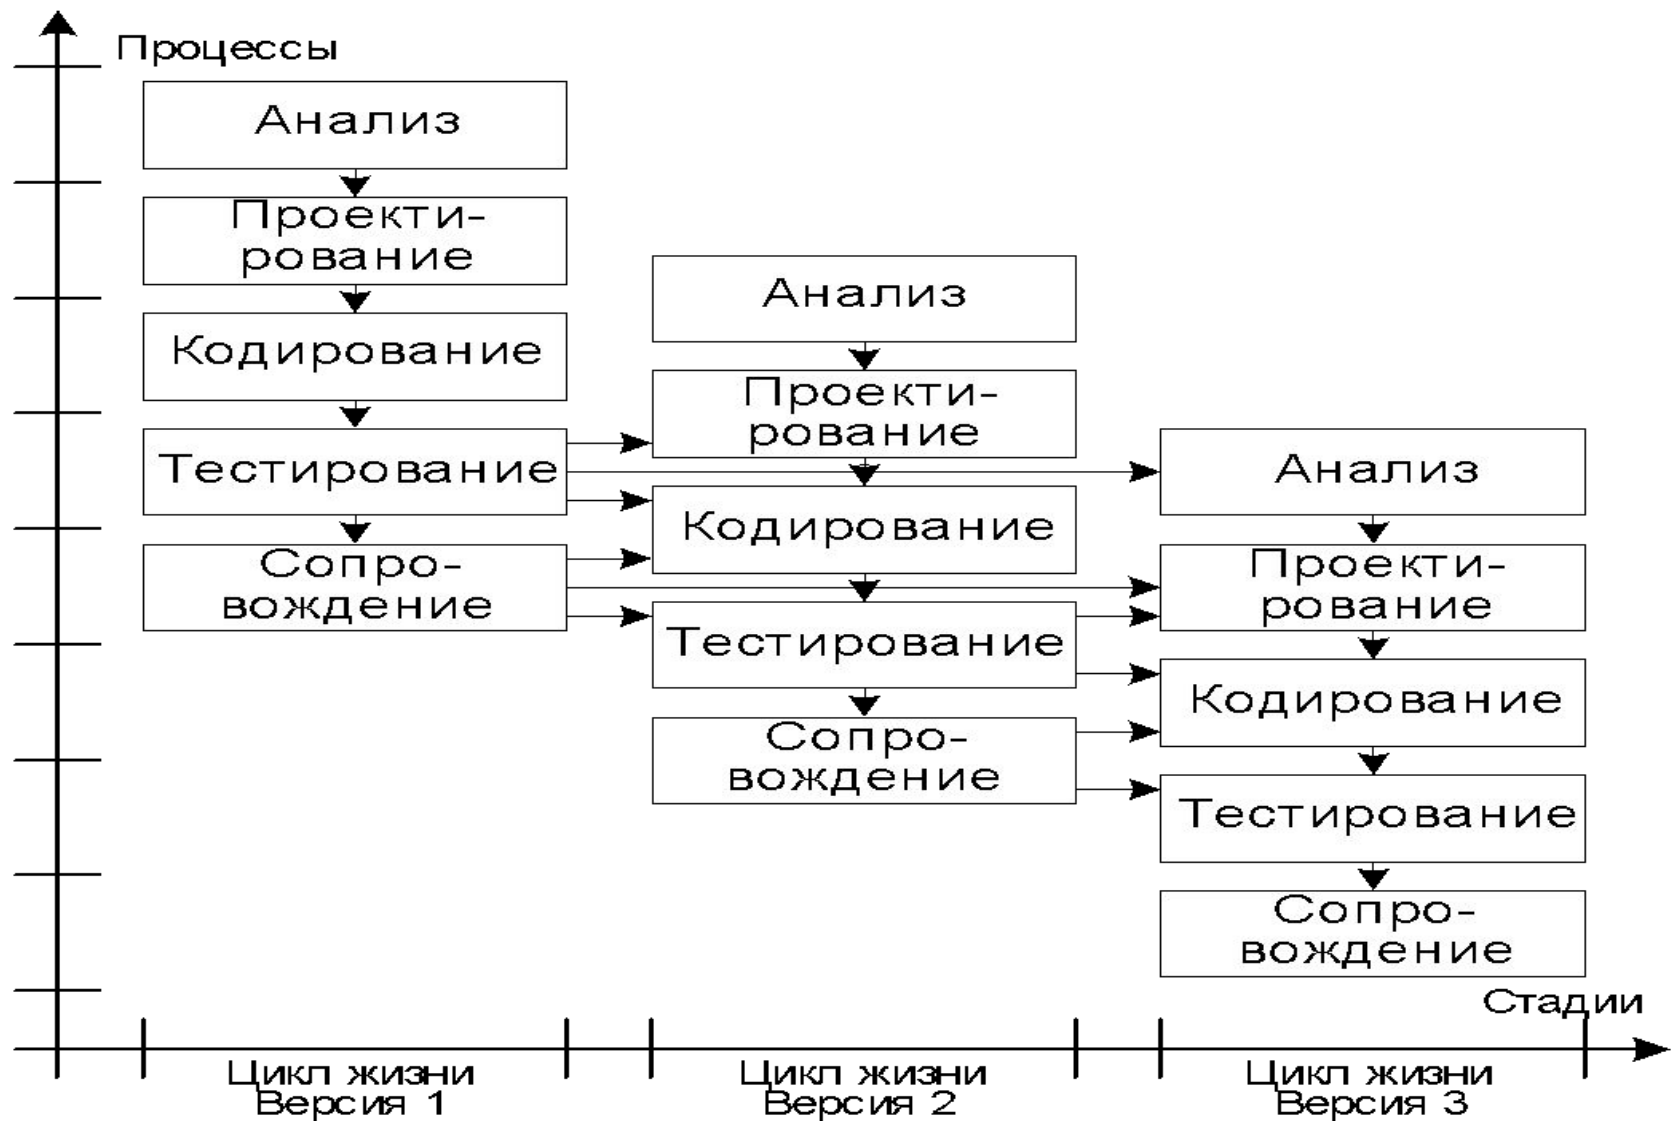 Процессы
Анализ
Проекти-
рование
Кодирование
Тестирование
Сопро-
вождение
Анализ
Проекти-
рование
Кодирование
Тестирование
Сопро-
вождение
Анализ
Проекти-
рование
Кодирование
Тестирование
Сопро-
вождение
Стадии
Цикл жизни
Версия 1
Цикл жизни
Версия 2
Цикл жизни
Версия 3